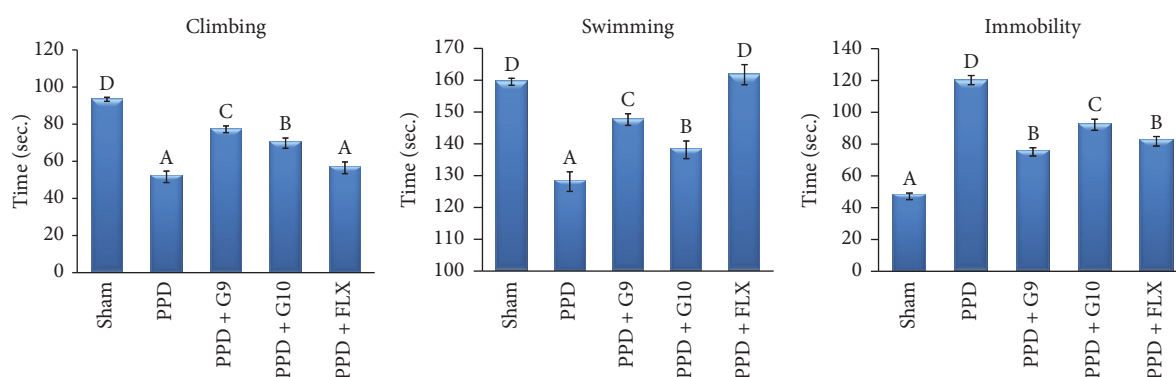 Climbing
Time (sec.)
120
100
80
60
40
20
0
D
A
C
B
A
Sham
PPD
PPD + G9
PPD + G10
PPD + FLX
Swimming
Time (sec.)
170
160
150
140
130
120
100
D
A
C
B
D
Sham
PPD
PPD + G9
PPD + G10
PPD + FLX
Immobility
Time (sec.)
140
120
100
80
60
40
20
0
A
D
B
C
B
Sham
PPD
PPD + G9
PPD + G10
PPD + FLX